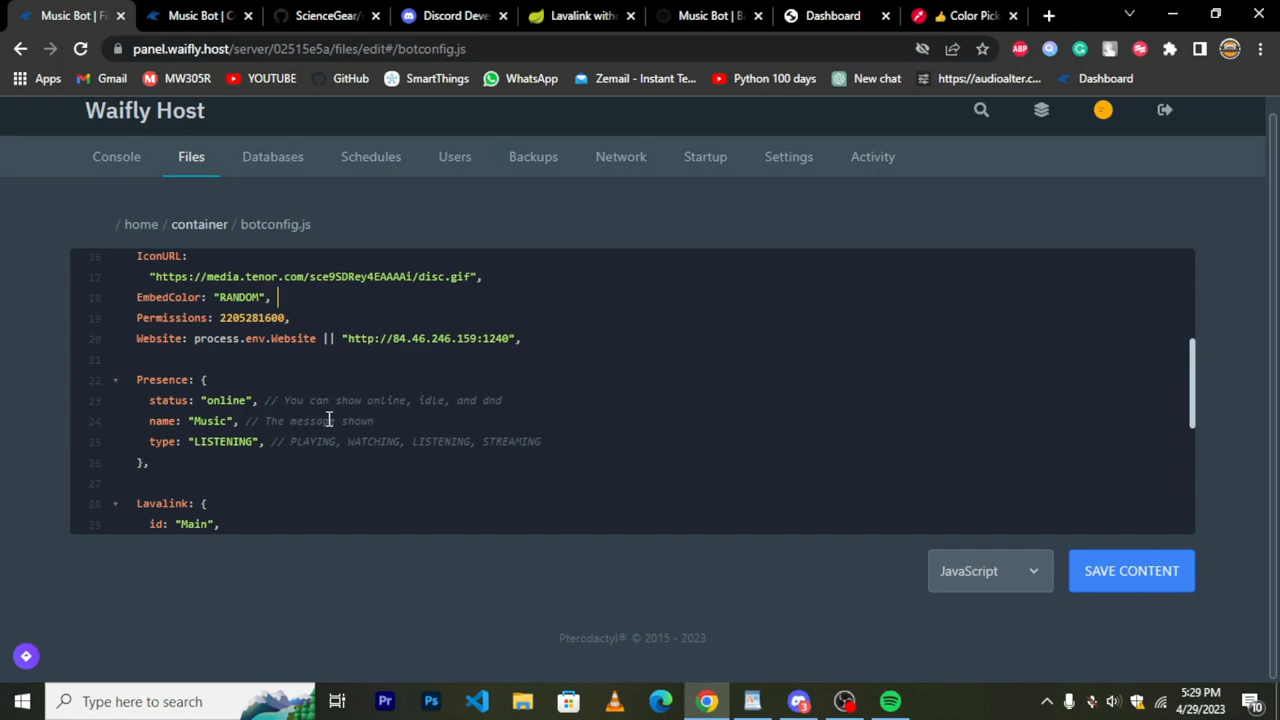 Music Bot | Fi
Music Bot | C
ScienceGear/
Discord Deve
Lavalink with
Music Bot | B
Dashboard
Color Pick
panel.waifly.host/server/02515e5a/files/edit#/botconfig.js
Apps
Gmail
MW305R
YOUTUBE
GitHub
SmartThings
WhatsApp
Zemail - Instant Te...
Python 100 days
New chat
https://audioalter.c...
Dashboard
Waifly Host
Console
Files
Databases
Schedules
Users
Backups
Network
Startup
Settings
Activity
/ home / container / botconfig.js
16 IconURL:
17 "https://media.tenor.com/sce9SDRey4EAAAAi/disc.gif",
18 EmbedColor: "RANDOM",
19 Permissions: 2205281600,
20 Website: process.env.Website || "http://84.46.246.159:1240",
21
22 Presence: {
23 status: "online", // You can show online, idle, and dnd
24 name: "Music", // The message shown
25 type: "LISTENING", // PLAYING, WATCHING, LISTENING, STREAMING
26 },
27
28 Lavalink: {
29 id: "Main",
JavaScript
SAVE CONTENT
Pterodactyl® © 2015 - 2023
Type here to search
5:29 PM
4/29/2023